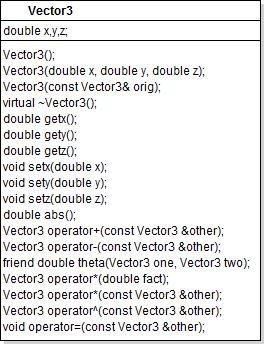 Vector3
double x,y,z;
Vector3();
Vector3(double x, double y, double z);
Vector3(const Vector3& orig);
virtual ~Vector3();
double getx();
double gety();
double getz();
void setx(double x);
void sety(double y);
void setz(double z);
double abs();
Vector3 operator+(const Vector3 &other);
Vector3 operator-(const Vector3 &other);
friend double theta(Vector3 one, Vector3 two);
Vector3 operator*(double fact);
Vector3 operator*(const Vector3 &other);
Vector3 operator^(const Vector3 &other);
void operator=(const Vector3 &other);